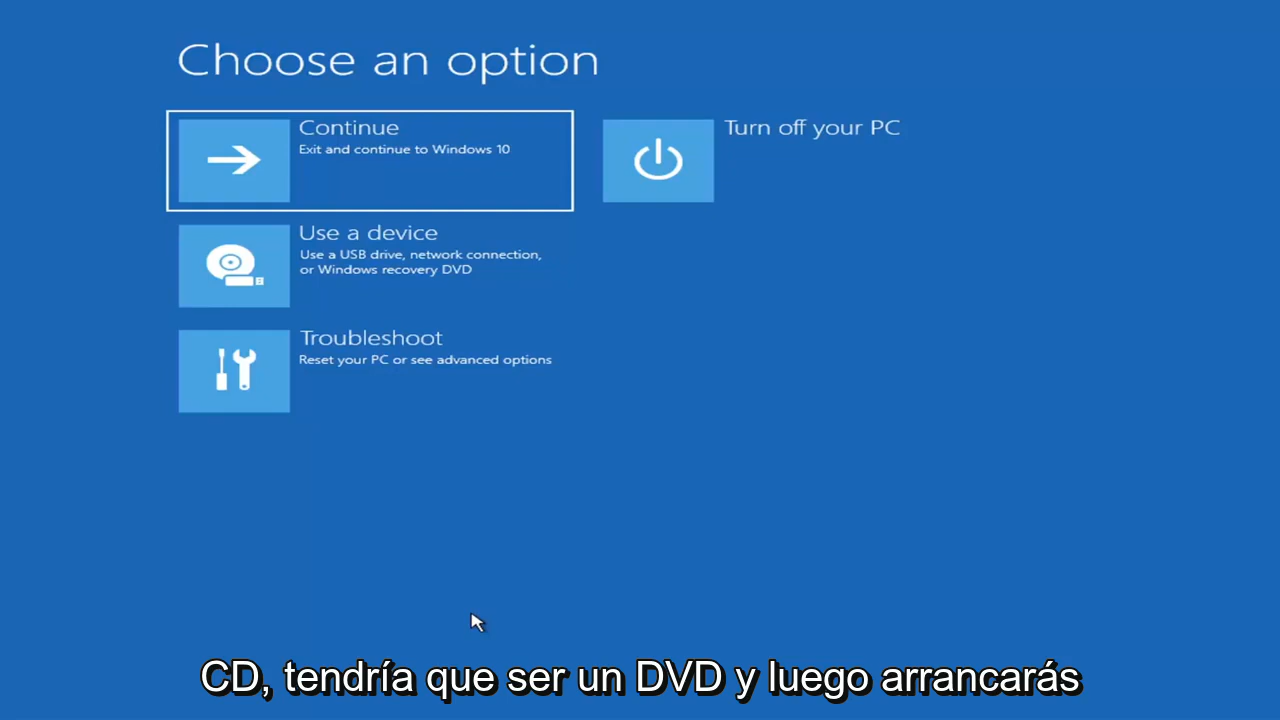 Choose an option
Continue
Exit and continue to Windows 10
Turn off your PC
Use a device
Use a USB drive, network connection,
or Windows recovery DVD
Troubleshoot
Reset your PC or see advanced options
CD, tendría que ser un DVD y luego arrancarás